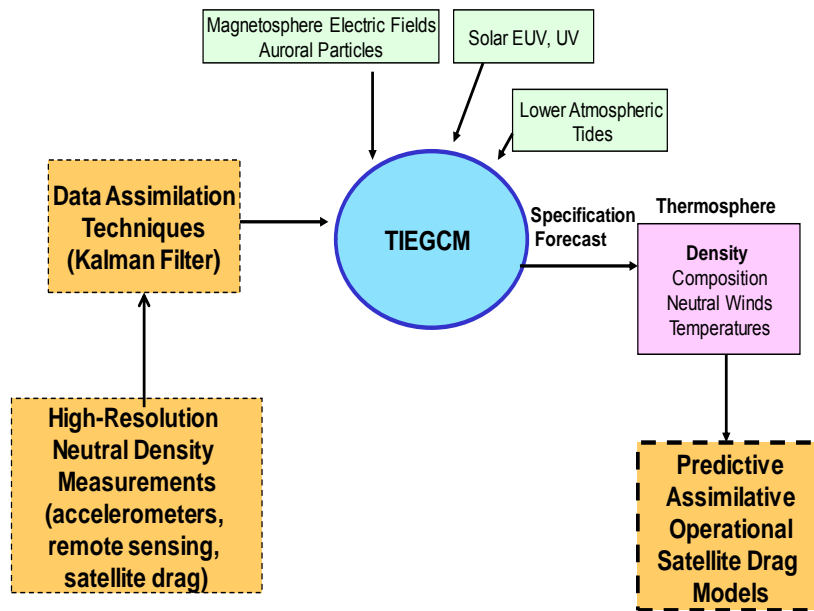 Magnetosphere Electric Fields
Auroral Particles
Solar EUV, UV
Lower Atmospheric
Tides
Data Assimilation
Techniques
(Kalman Filter)
TIEGCM
Specification
Forecast
Thermosphere
Density
Composition
Neutral Winds
Temperatures
High-Resolution
Neutral Density
Measurements
(accelerometers,
remote sensing,
satellite drag)
Predictive
Assimilative
Operational
Satellite Drag
Models